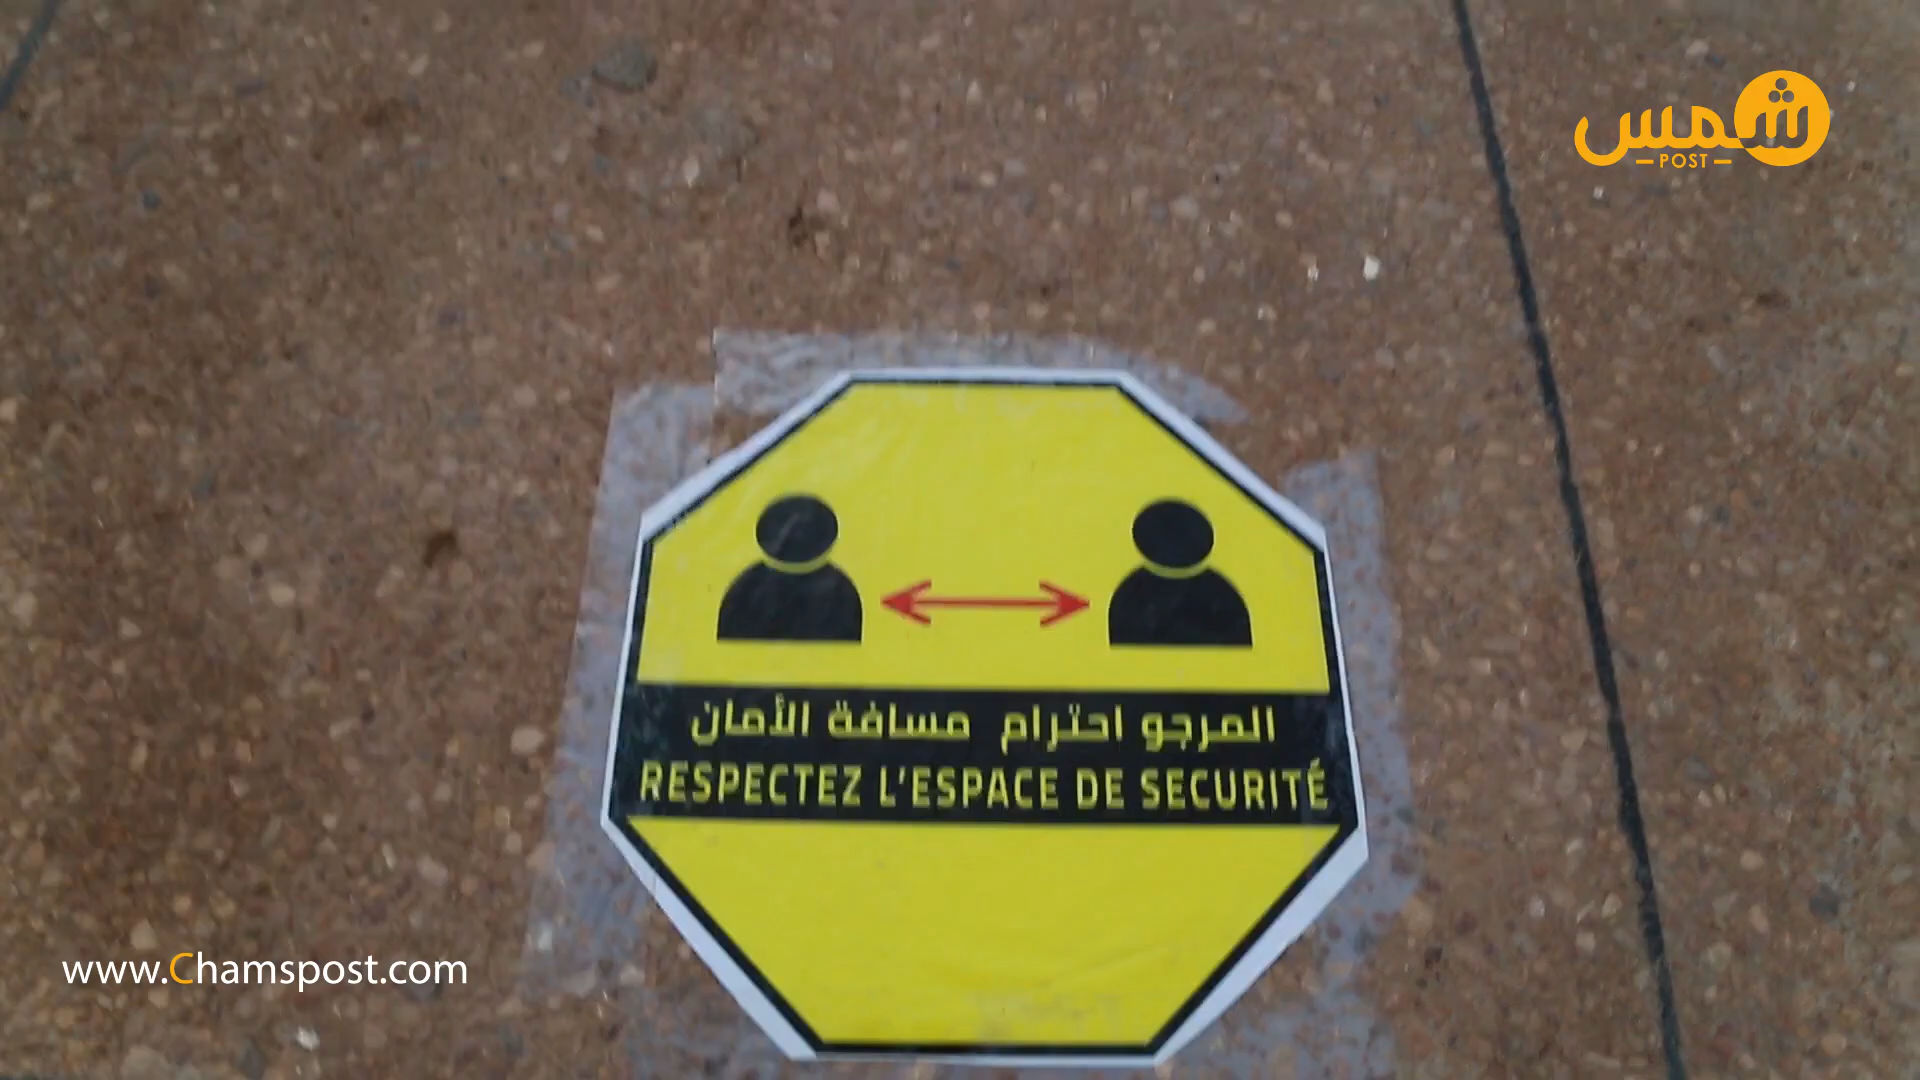 شمس
POST
المرجو احترام مسافة الأمان
RESPECTEZ L'ESPACE DE SECURITÉ
www.Chamspost.com